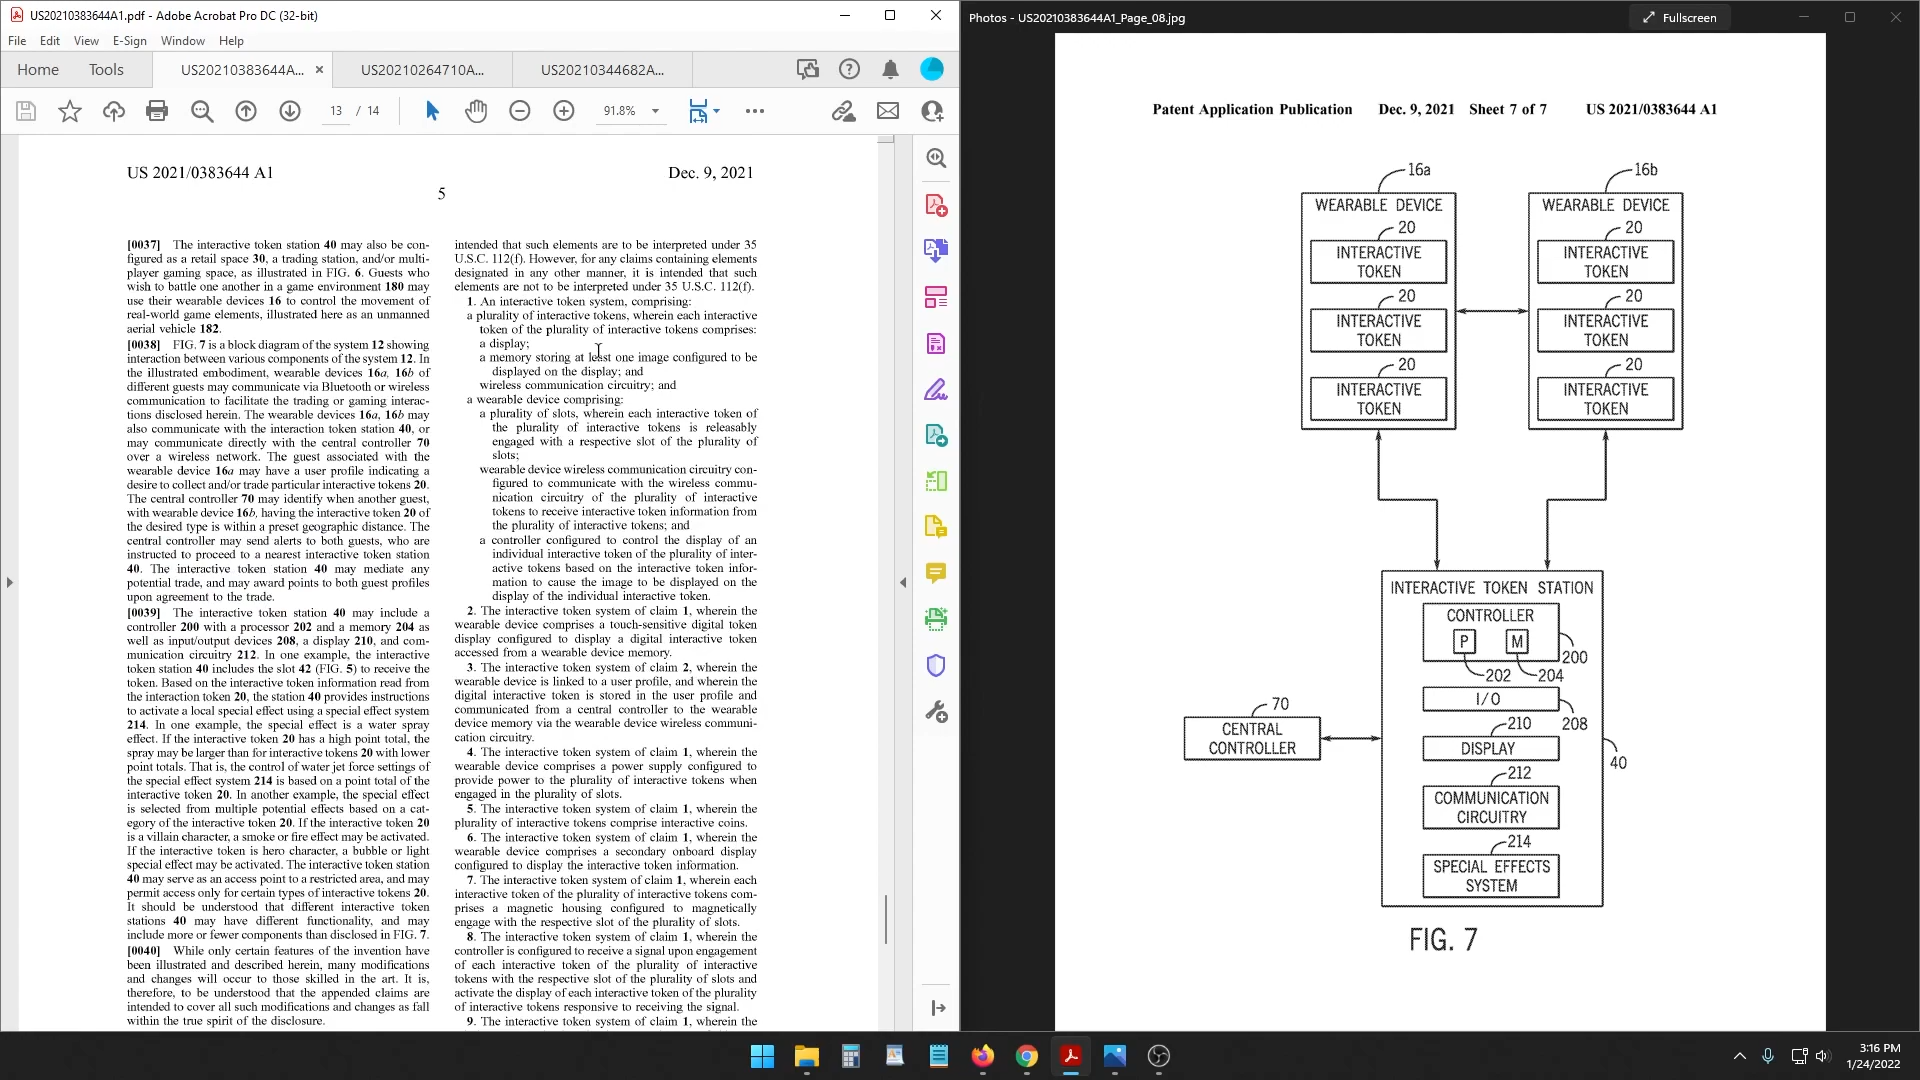 US20210383644A1.pdf - Adobe Acrobat Pro DC (32-bit)
File Edit View E-Sign Window Help
Home Tools US20210383644A... × US20210264710A... US20210344682A...
13 / 14 91.8%
US 2021/0383644 A1 Dec. 9, 2021
5
[0037] The interactive token station 40 may also be con-
figured as a retail space 30, a trading station, and/or multi-
player gaming space, as illustrated in FIG. 6. Guests who
wish to battle one another in a game environment 180 may
use their wearable devices 16 to control the movement of
real-world game elements, illustrated here as an unmanned
aerial vehicle 182.
[0038] FIG. 7 is a block diagram of the system 12 showing
interaction between various components of the system 12. In
the illustrated embodiment, wearable devices 16a, 16b of
different guests may communicate via Bluetooth or wireless
communication to facilitate the trading or gaming interac-
tions disclosed herein. The wearable devices 16a, 16b may
also communicate with the interaction token station 40, or
may communicate directly with the central controller 70
over a wireless network. The guest associated with the
wearable device 16a may have a user profile indicating a
desire to collect and/or trade particular interactive tokens 20.
The central controller 70 may identify when another guest,
with wearable device 16b, having the interactive token 20 of
the desired type is within a preset geographic distance. The
central controller may send alerts to both guests, who are
instructed to proceed to a nearest interactive token station
40. The interactive token station 40 may mediate any
potential trade, and may award points to both guest profiles
upon agreement to the trade.
[0039] The interactive token station 40 may include a
controller 200 with a processor 202 and a memory 204 as
well as input/output devices 208, a display 210, and com-
munication circuitry 212. In one example, the interactive
token station 40 includes the slot 42 (FIG. 5) to receive the
token. Based on the interactive token information read from
the interaction token 20, the station 40 provides instructions
to activate a local special effect using a special effect system
214. In one example, the special effect is a water spray
effect. If the interactive token 20 has a high point total, the
spray may be larger than for interactive tokens 20 with lower
point totals. That is, the control of water jet force settings of
the special effect system 214 is based on a point total of the
interactive token 20. In another example, the special effect
is selected from multiple potential effects based on a cat-
egory of the interactive token 20. If the interactive token 20
is a villain character, a smoke or fire effect may be activated.
If the interactive token is hero character, a bubble or light
special effect may be activated. The interactive token station
40 may serve as an access point to a restricted area, and may
permit access only for certain types of interactive tokens 20.
It should be understood that different interactive token
stations 40 may have different functionality, and may
include more or fewer components than disclosed in FIG. 7.
[0040] While only certain features of the invention have
been illustrated and described herein, many modifications
and changes will occur to those skilled in the art. It is,
therefore, to be understood that the appended claims are
intended to cover all such modifications and changes as fall
within the true spirit of the disclosure.
intended that such elements are to be interpreted under 35
U.S.C. 112(f). However, for any claims containing elements
designated in any other manner, it is intended that such
elements are not to be interpreted under 35 U.S.C. 112(f).
1. An interactive token system, comprising:
a plurality of interactive tokens, wherein each interactive
token of the plurality of interactive tokens comprises:
a display;
a memory storing at least one image configured to be
displayed on the display; and
wireless communication circuitry; and
a wearable device comprising:
a plurality of slots, wherein each interactive token of
the plurality of interactive tokens is releasably
engaged with a respective slot of the plurality of
slots;
wearable device wireless communication circuitry con-
figured to communicate with the wireless commu-
nication circuitry of the plurality of interactive
tokens to receive interactive token information from
the plurality of interactive tokens; and
a controller configured to control the display of an
individual interactive token of the plurality of inter-
active tokens based on the interactive token infor-
mation to cause the image to be displayed on the
display of the individual interactive token.
2. The interactive token system of claim 1, wherein the
wearable device comprises a touch-sensitive digital token
display configured to display a digital interactive token
accessed from a wearable device memory.
3. The interactive token system of claim 2, wherein the
wearable device is linked to a user profile, and wherein the
digital interactive token is stored in the user profile and
communicated from a central controller to the wearable
device memory via the wearable device wireless communi-
cation circuitry.
4. The interactive token system of claim 1, wherein the
wearable device comprises a power supply configured to
provide power to the plurality of interactive tokens when
engaged in the plurality of slots.
5. The interactive token system of claim 1, wherein the
plurality of interactive tokens comprise interactive coins.
6. The interactive token system of claim 1, wherein the
wearable device comprises a secondary onboard display
configured to display the interactive token information.
7. The interactive token system of claim 1, wherein each
interactive token of the plurality of interactive tokens com-
prises a magnetic housing configured to magnetically
engage with the respective slot of the plurality of slots.
8. The interactive token system of claim 1, wherein the
controller is configured to receive a signal upon engagement
of each interactive token of the plurality of interactive
tokens with the respective slot of the plurality of slots and
activate the display of each interactive token of the plurality
of interactive tokens responsive to receiving the signal.
9. The interactive token system of claim 1, wherein the
Photos - US20210383644A1_Page_08.jpg Fullscreen
Patent Application Publication Dec. 9, 2021 Sheet 7 of 7 US 2021/0383644 A1
16a 16b
WEARABLE DEVICE WEARABLE DEVICE
20 20
INTERACTIVE TOKEN INTERACTIVE TOKEN
20 20
INTERACTIVE TOKEN INTERACTIVE TOKEN
20 20
INTERACTIVE TOKEN INTERACTIVE TOKEN
INTERACTIVE TOKEN STATION
CONTROLLER
P M
200
202 204
I/O
208
70
CENTRAL CONTROLLER
210
DISPLAY
40
212
COMMUNICATION CIRCUITRY
214
SPECIAL EFFECTS SYSTEM
FIG. 7
3:16 PM
1/24/2022